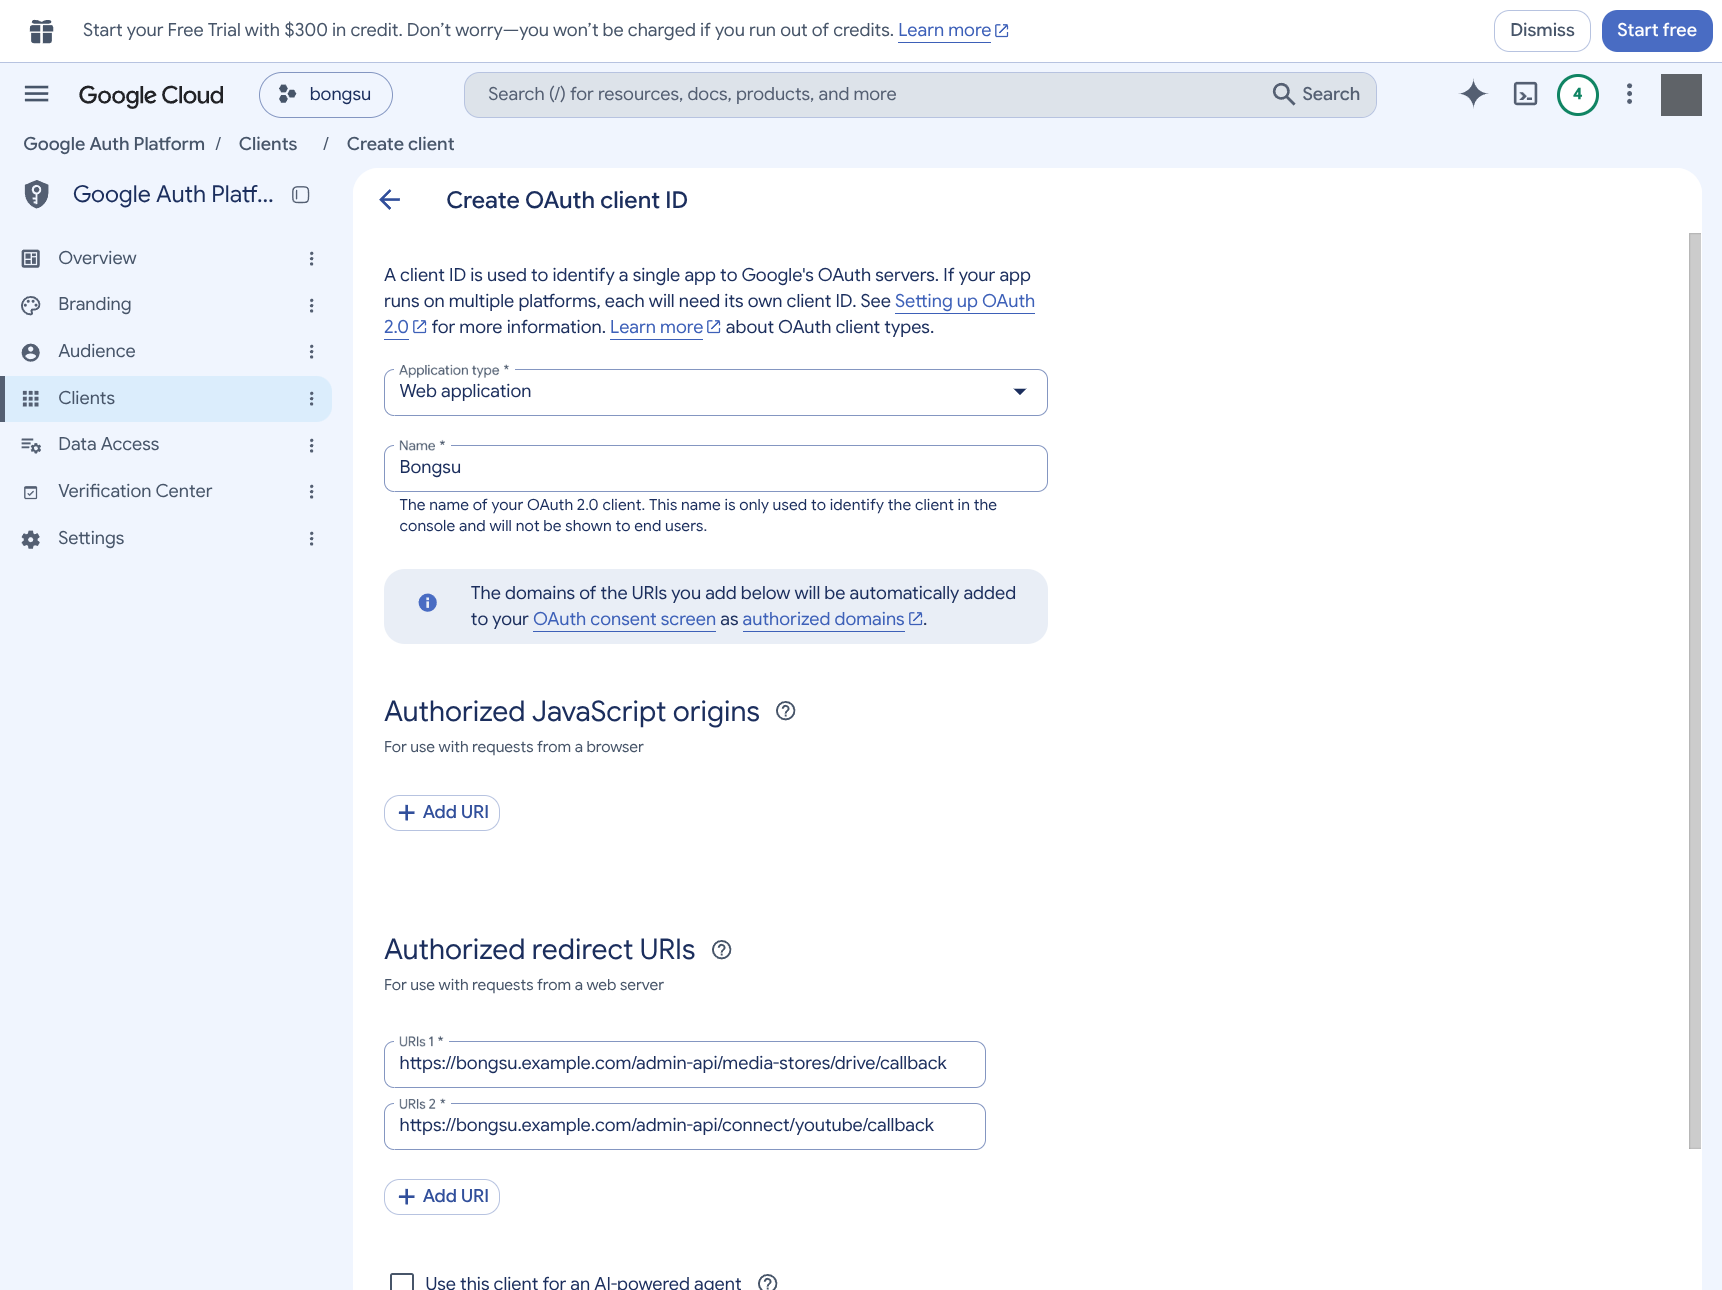 Start your Free Trial with $300 in credit. Don’t worry—you won’t be charged if you run out of credits. Learn more
Dismiss
Start free
Google Cloud
bongsu
Search (/) for resources, docs, products, and more
Search
4
Google Auth Platform / Clients / Create client
Google Auth Platf...
Overview
Branding
Audience
Clients
Data Access
Verification Center
Settings
Create OAuth client ID
A client ID is used to identify a single app to Google's OAuth servers. If your app
runs on multiple platforms, each will need its own client ID. See Setting up OAuth
2.0 for more information. Learn more about OAuth client types.
Application type *
Web application
Name *
Bongsu
The name of your OAuth 2.0 client. This name is only used to identify the client in the
console and will not be shown to end users.
The domains of the URIs you add below will be automatically added
to your OAuth consent screen as authorized domains.
Authorized JavaScript origins
For use with requests from a browser
+ Add URI
Authorized redirect URIs
For use with requests from a web server
URIs 1 *
https://bongsu.example.com/admin-api/media-stores/drive/callback
URIs 2 *
https://bongsu.example.com/admin-api/connect/youtube/callback
+ Add URI
Use this client for an AI-powered agent